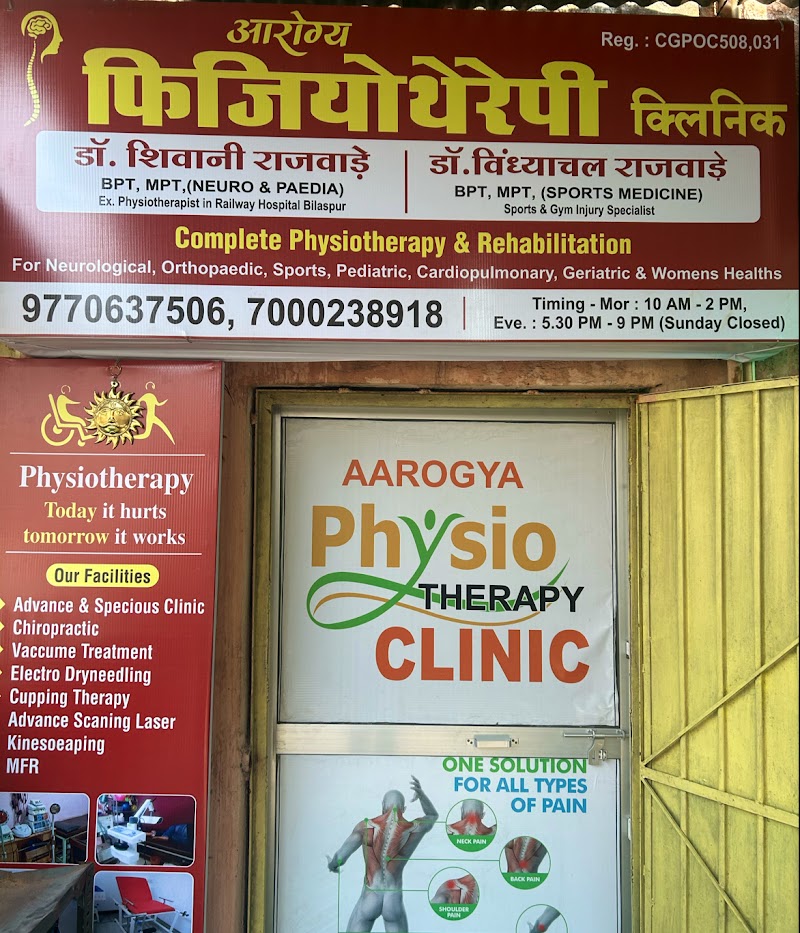 आरोग्य
Reg. : CGPOC508,031
फिजियोथैरेपी क्लिनिक
डॉ. शिवानी राजवाड़े
BPT, MPT,(NEURO & PAEDIA)
Ex. Physiotherapist in Railway Hospital Bilaspur
डॉ.विंध्याचल राजवाड़े
BPT, MPT, (SPORTS MEDICINE)
Sports & Gym Injury Specialist
Complete Physiotherapy & Rehabilitation
For Neurological, Orthopaedic, Sports, Pediatric, Cardiopulmonary, Geriatric & Womens Healths
9770637506, 7000238918
Timing - Mor : 10 AM - 2 PM,
Eve. : 5.30 PM - 9 PM (Sunday Closed)
Physiotherapy
Today it hurts
tomorrow it works
Our Facilities
Advance & Specious Clinic
Chiropractic
Vaccume Treatment
Electro Dryneedling
Cupping Therapy
Advance Scaning Laser
Kinesoeaping
MFR
AAROGYA
Physio
THERAPY
CLINIC
ONE SOLUTION
FOR ALL TYPES
OF PAIN
NECK PAIN
BACK PAIN
SHOULDER
PAIN